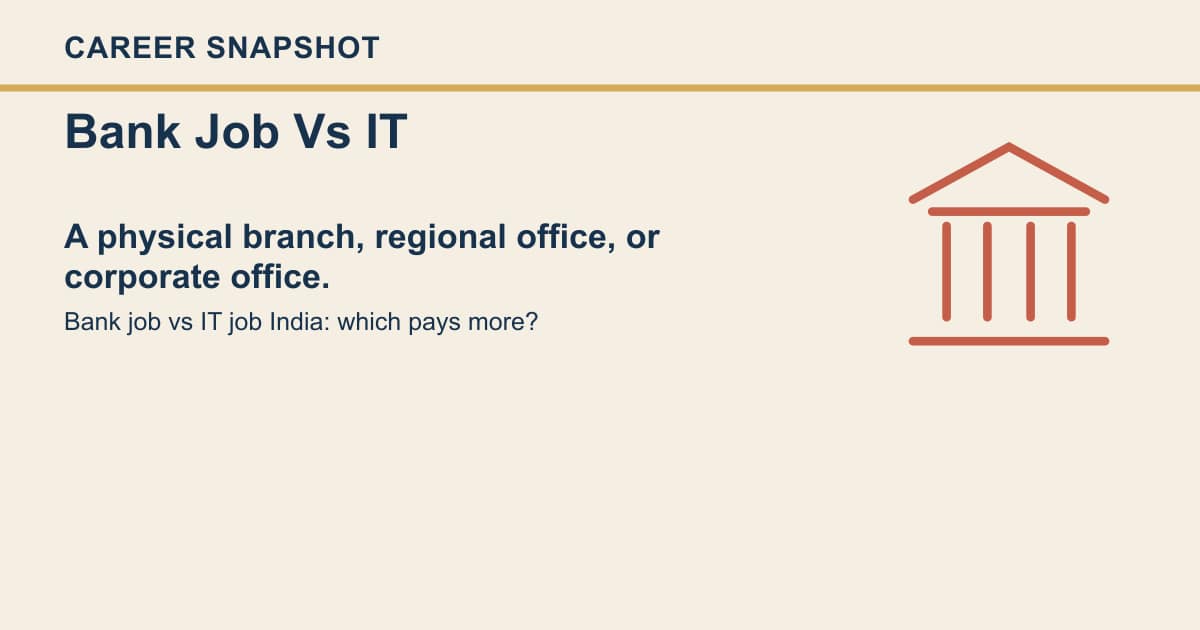 CAREER SNAPSHOT
Bank Job Vs IT
A physical branch, regional office, or
corporate office.
Bank job vs IT job India: which pays more?